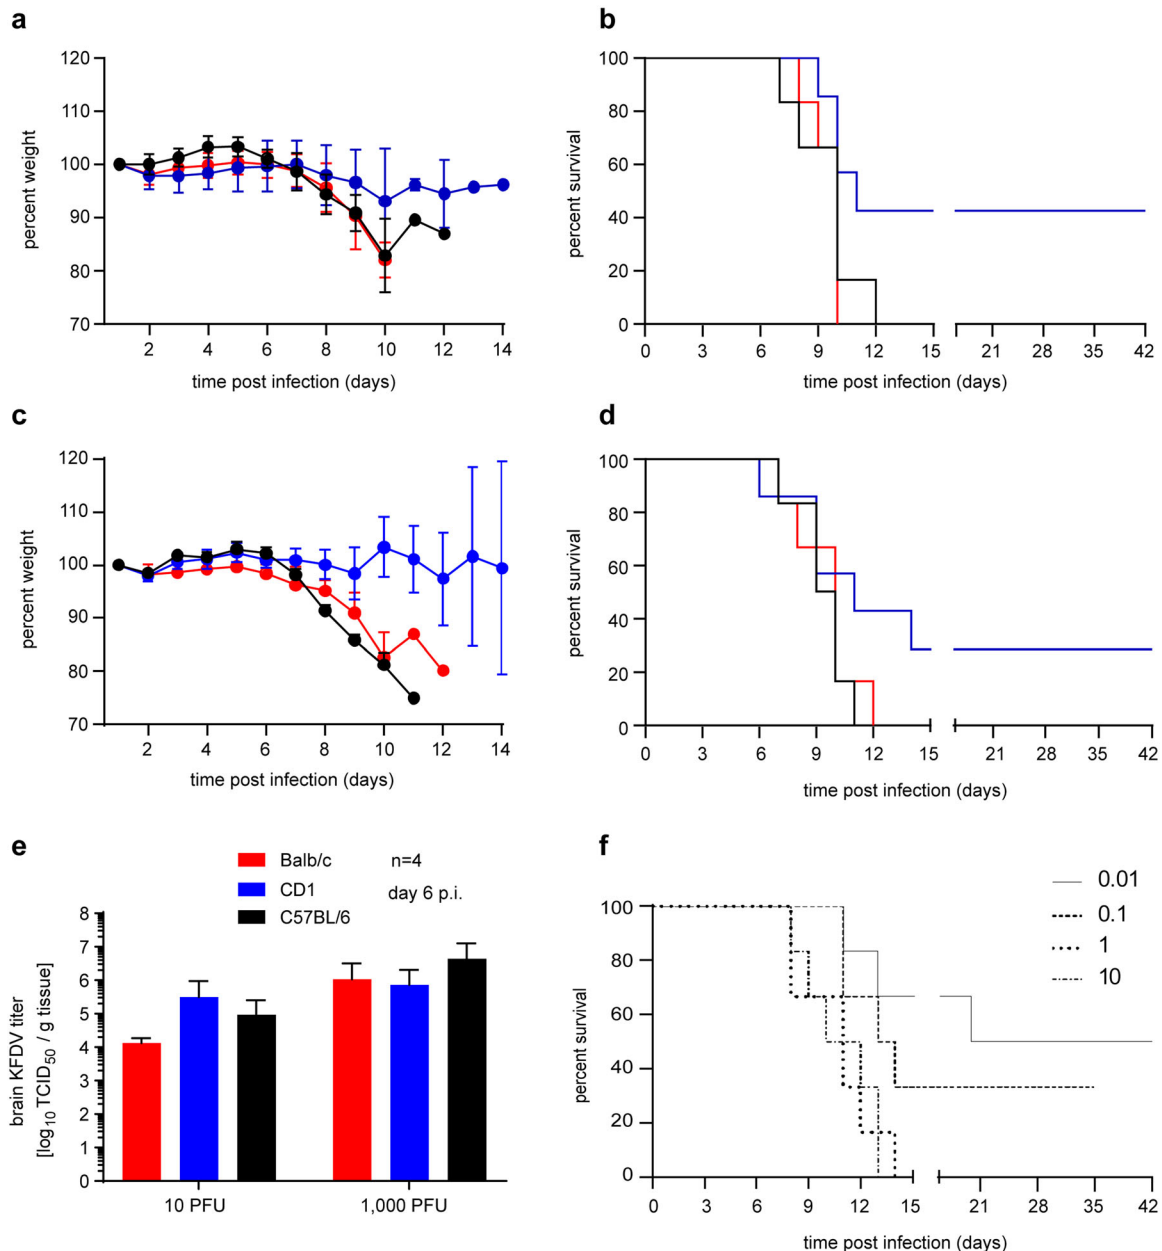 a
120
110
100
90
80
70
percent weight
2 4 6 8 10 12 14
time post infection (days)
b
100
80
60
40
20
0
percent survival
0 3 6 9 12 15 21 28 35 42
time post infection (days)
c
120
110
100
90
80
70
percent weight
2 4 6 8 10 12 14
time post infection (days)
d
100
80
60
40
20
0
percent survival
0 3 6 9 12 15 21 28 35 42
time post infection (days)
e
Balb/c n=4
CD1 day 6 p.i.
C57BL/6
8
7
6
5
4
3
2
1
0
brain KFDV titer
[log10 TCID50 / g tissue]
10 PFU 1,000 PFU
f
0.01
0.1
1
10
100
80
60
40
20
0
percent survival
0 3 6 9 12 15 21 28 35 42
time post infection (days)